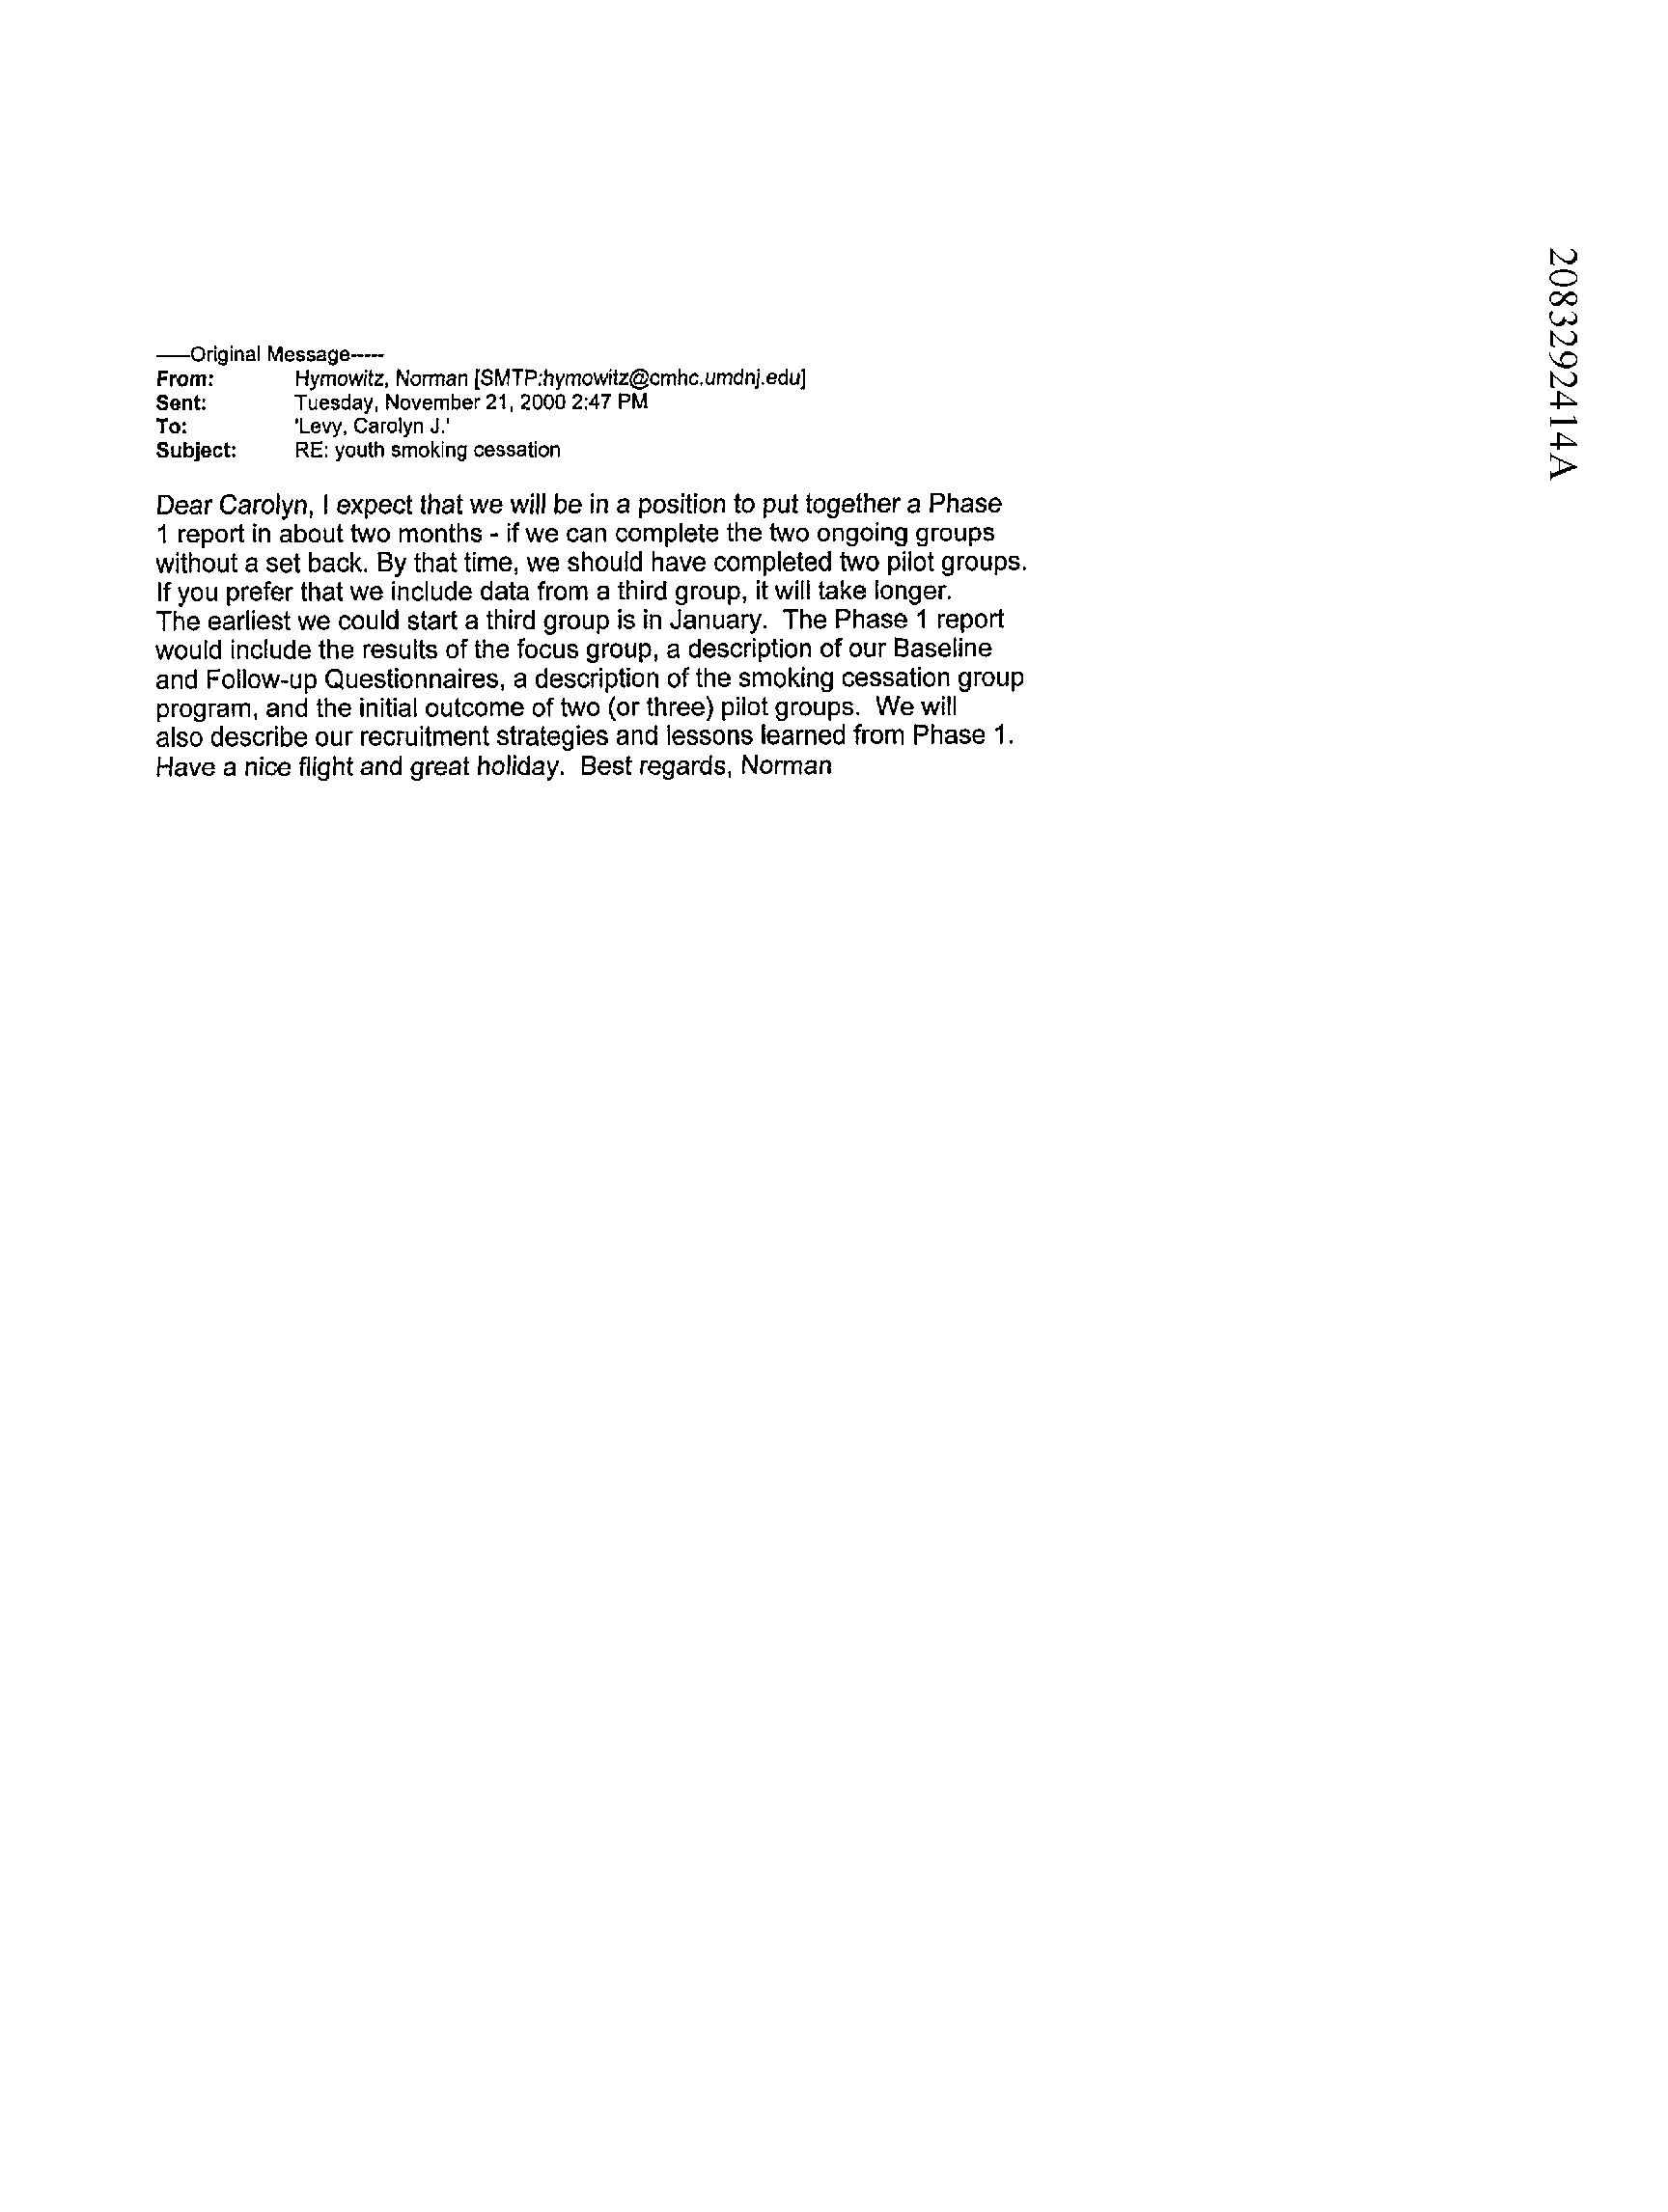 -----Original Message-----
From: Hymowitz, Norman [SMTP:hymowitz@cmhc.umdnj.edu]
Sent: Tuesday, November 21, 2000 2:47 PM
To: 'Levy, Carolyn J.'
Subject: RE: youth smoking cessation
Dear Carolyn, I expect that we will be in a position to put together a Phase
1 report in about two months - if we can complete the two ongoing groups
without a set back. By that time, we should have completed two pilot groups.
If you prefer that we include data from a third group, it will take longer.
The earliest we could start a third group is in January. The Phase 1 report
would include the results of the focus group, a description of our Baseline
and Follow-up Questionnaires, a description of the smoking cessation group
program, and the initial outcome of two (or three) pilot groups. We will
also describe our recruitment strategies and lessons learned from Phase 1.
Have a nice flight and great holiday. Best regards, Norman
2083292414A